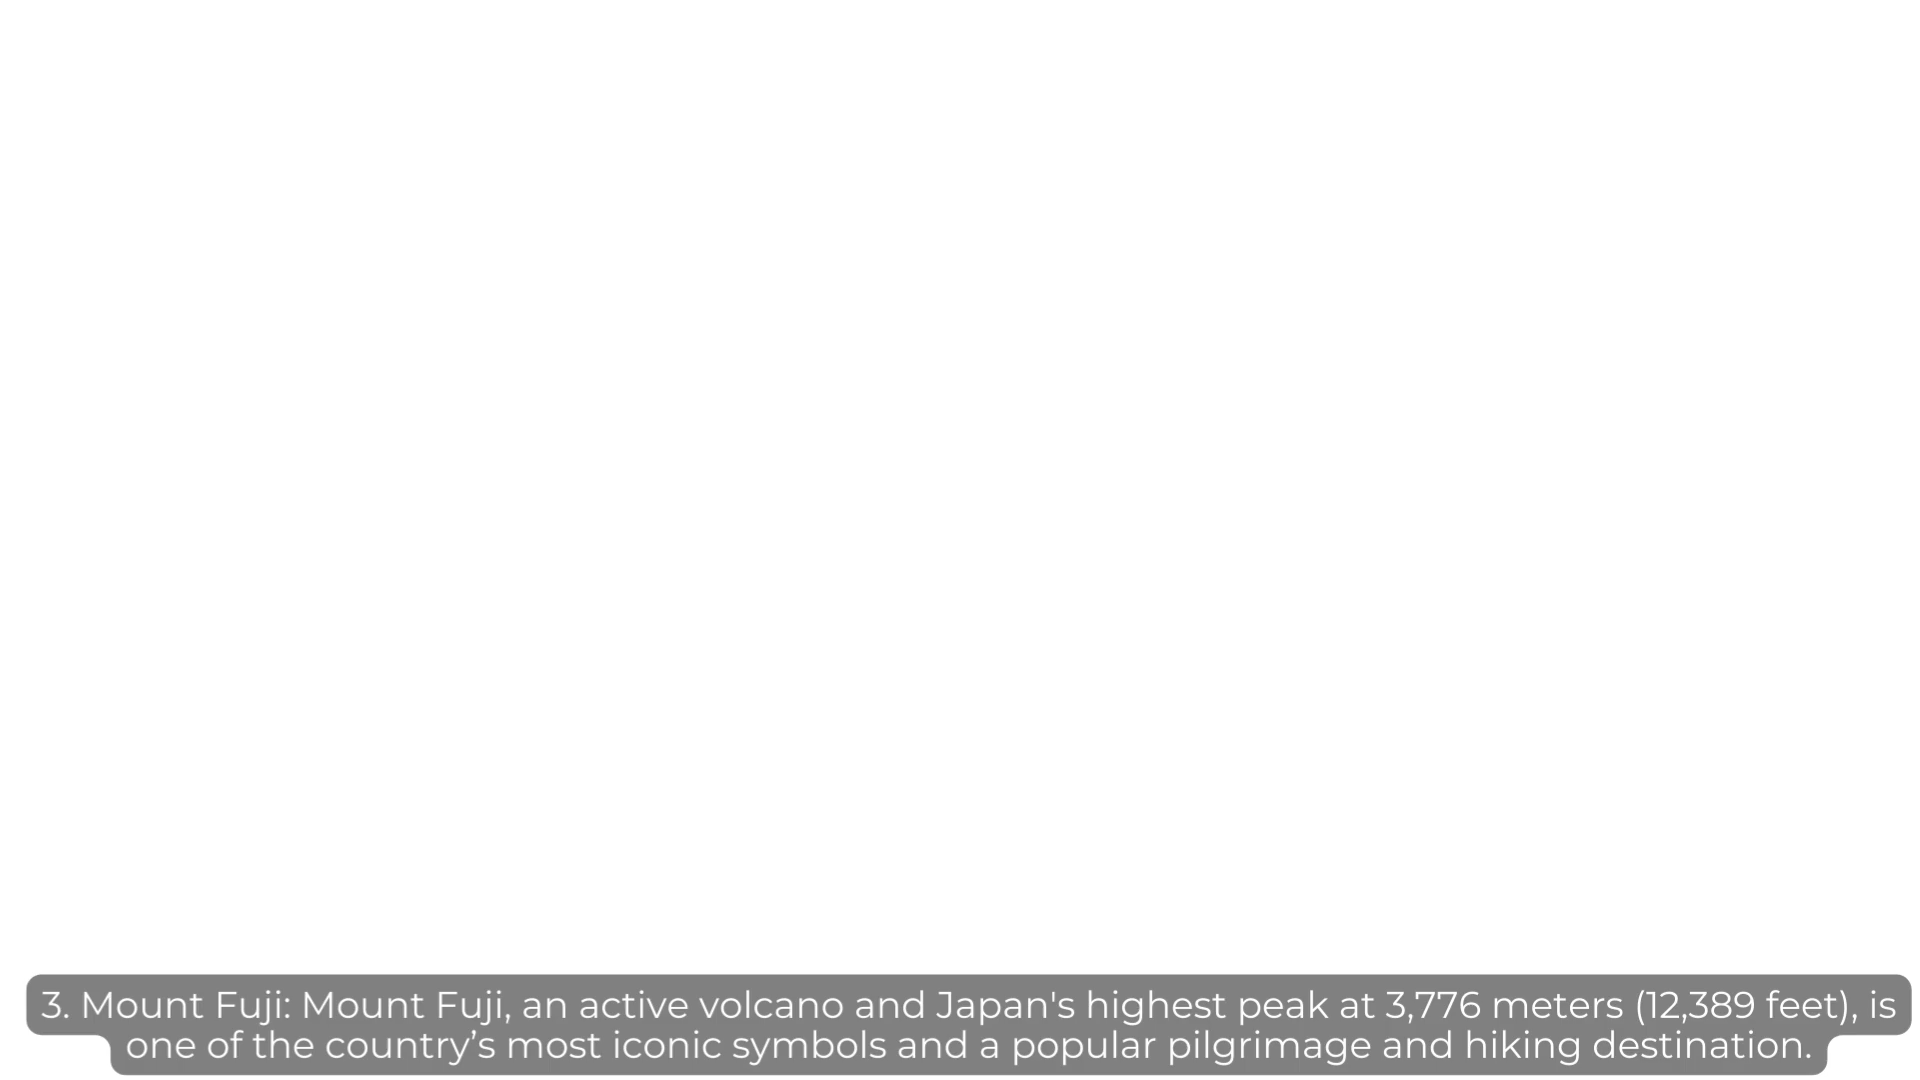 3. Mount Fuji: Mount Fuji, an active volcano and Japan's highest peak at 3,776 meters (12,389 feet), is
one of the country’s most iconic symbols and a popular pilgrimage and hiking destination.